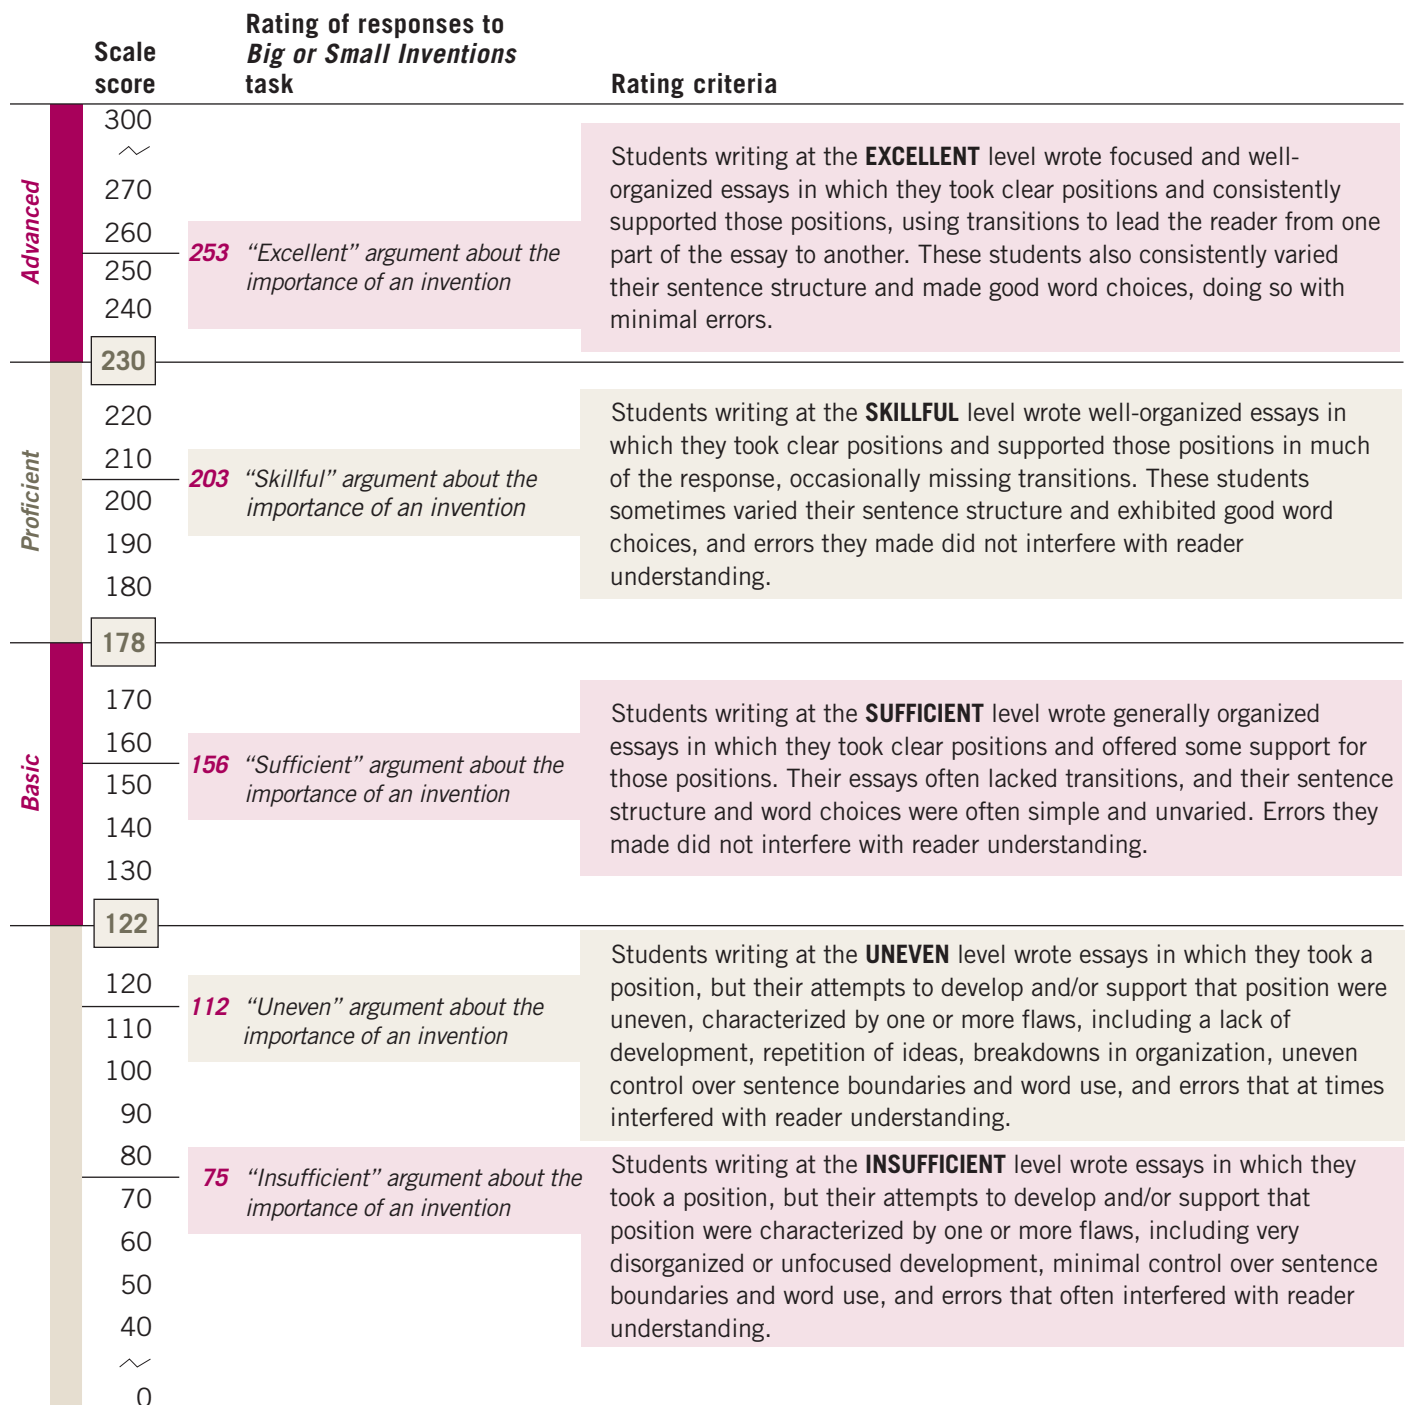 Scale
score
Rating of responses to
Big or Small Inventions
task
Rating criteria
Advanced
300
270
260
250
240
230
253 "Excellent" argument about the
importance of an invention
Students writing at the EXCELLENT level wrote focused and well-
organized essays in which they took clear positions and consistently
supported those positions, using transitions to lead the reader from one
part of the essay to another. These students also consistently varied
their sentence structure and made good word choices, doing so with
minimal errors.
Proficient
220
210
200
190
180
178
203 "Skillful" argument about the
importance of an invention
Students writing at the SKILLFUL level wrote well-organized essays in
which they took clear positions and supported those positions in much
of the response, occasionally missing transitions. These students
sometimes varied their sentence structure and exhibited good word
choices, and errors they made did not interfere with reader
understanding.
Basic
170
160
150
140
130
122
156 "Sufficient" argument about the
importance of an invention
Students writing at the SUFFICIENT level wrote generally organized
essays in which they took clear positions and offered some support for
those positions. Their essays often lacked transitions, and their sentence
structure and word choices were often simple and unvaried. Errors they
made did not interfere with reader understanding.
120
110
100
90
80
70
60
50
40
0
112 "Uneven" argument about the
importance of an invention
Students writing at the UNEVEN level wrote essays in which they took a
position, but their attempts to develop and/or support that position were
uneven, characterized by one or more flaws, including a lack of
development, repetition of ideas, breakdowns in organization, uneven
control over sentence boundaries and word use, and errors that at times
interfered with reader understanding.
75 "Insufficient" argument about the
importance of an invention
Students writing at the INSUFFICIENT level wrote essays in which they
took a position, but their attempts to develop and/or support that
position were characterized by one or more flaws, including very
disorganized or unfocused development, minimal control over sentence
boundaries and word use, and errors that often interfered with reader
understanding.